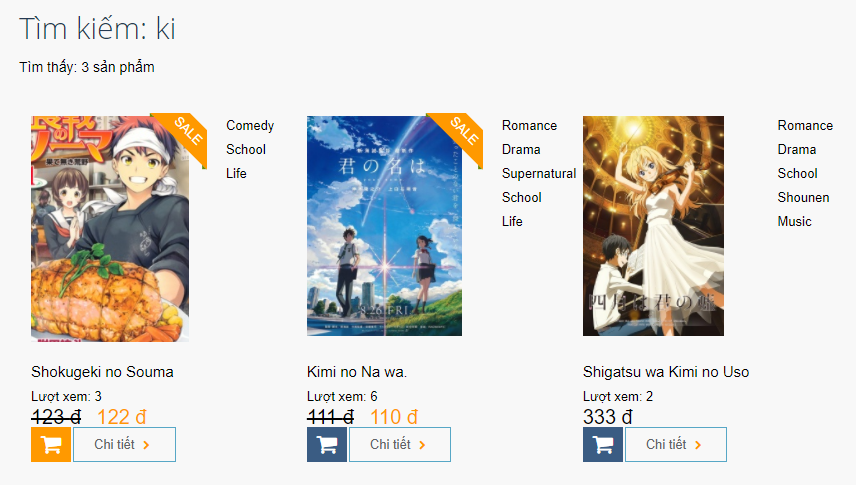 Tìm kiếm: ki
Tìm thấy: 3 sản phẩm
SALE
Comedy
School
Life
Shokugeki no Souma
Lượt xem: 3
123 đ 122 đ
Chi tiết
SALE
君の名は
8.26 FRI
Romance
Drama
Supernatural
School
Life
Kimi no Na wa.
Lượt xem: 6
111 đ 110 đ
Chi tiết
四月は君の嘘
Romance
Drama
School
Shounen
Music
Shigatsu wa Kimi no Uso
Lượt xem: 2
333 đ
Chi tiết